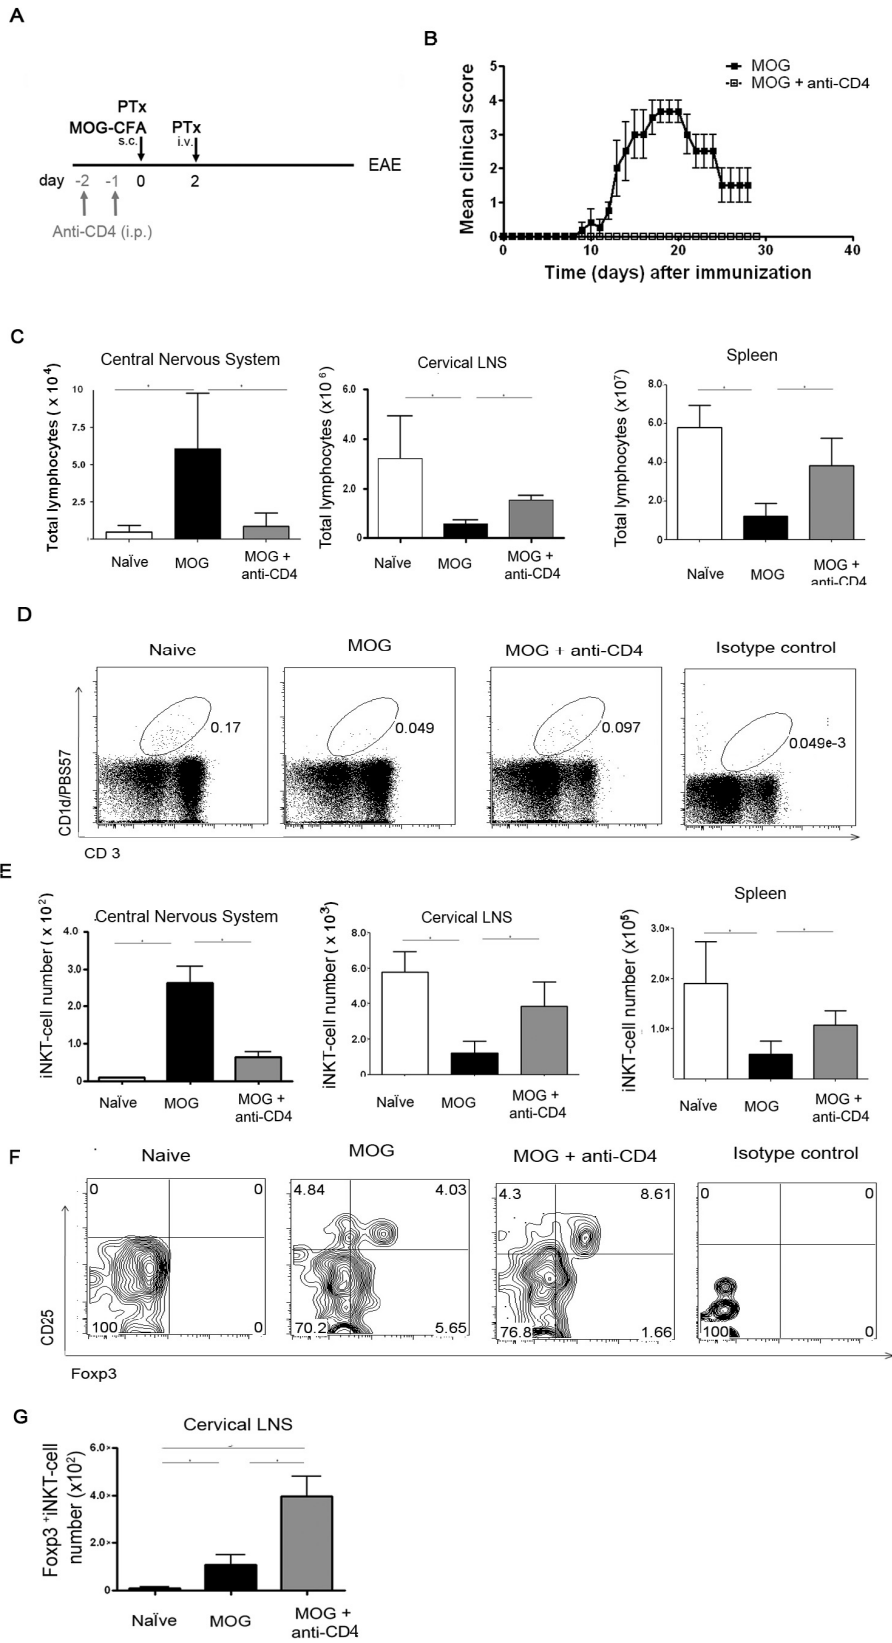 A
PTx
MOG-CFA
s.c.
PTx
i.v.
EAE
day -2 -1 0 2
Anti-CD4 (i.p.)
B
MOG
MOG + anti-CD4
Mean clinical score
5
4
3
2
1
0
0 10 20 30 40
Time (days) after immunization
C
Central Nervous System
Total lymphocytes ( x 10⁴)
10
7.5
5.0
2.5
NaÏve MOG MOG +
anti-CD4
Cervical LNS
Total lymphocytes (x10⁶)
6.0
4.0
2.0
0
NaÏve MOG MOG +
anti-CD4
Spleen
Total lymphocytes (x10⁷)
8.0
6.0
4.0
2.0
0
NaÏve MOG MOG +
anti-CD4
D
Naive MOG MOG + anti-CD4 Isotype control
0.17 0.049 0.097 0.049e-3
CD1d/PBS57
CD 3
E
Central Nervous System
iNKT-cell number ( x 10²)
4.0
3.0
2.0
1.0
0
NaÏve MOG MOG +
anti-CD4
Cervical LNS
iNKT-cell number ( x 10³)
8.0
6.0
4.0
2.0
0
NaÏve MOG MOG +
anti-CD4
Spleen
iNKT-cell number (x10⁵)
3.0×
2.0×
1.0×
NaÏve MOG MOG +
anti-CD4
F
Naive MOG MOG + anti-CD4 Isotype control
0 0 4.84 4.03 4.3 8.61 0 0
100 0 70.2 5.65 76.8 1.66 100 0
CD25
Foxp3
G
Cervical LNS
Foxp3 ⁺iNKT-cell
number (x10²)
6.0
4.0
2.0
0
NaÏve MOG MOG +
anti-CD4